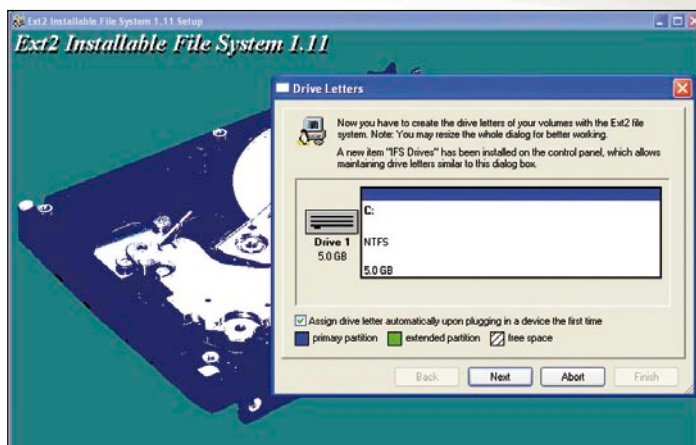 Ext2 Installable File System 1.11 Setup
Ext2 Installable File System 1.11
Drive Letters
Now you have to create the drive letters of your volumes with the Ext2 file
system. Note: You may resize the whole dialog for better working.
A new item "IFS Drives" has been installed on the control panel, which allows
maintaining drive letters similar to this dialog box.
C:
Drive 1
NTFS
5.0 GB
5.0 GB
Assign drive letter automatically upon plugging in a device the first time
primary partition extended partition free space
Back Next Abort Finish